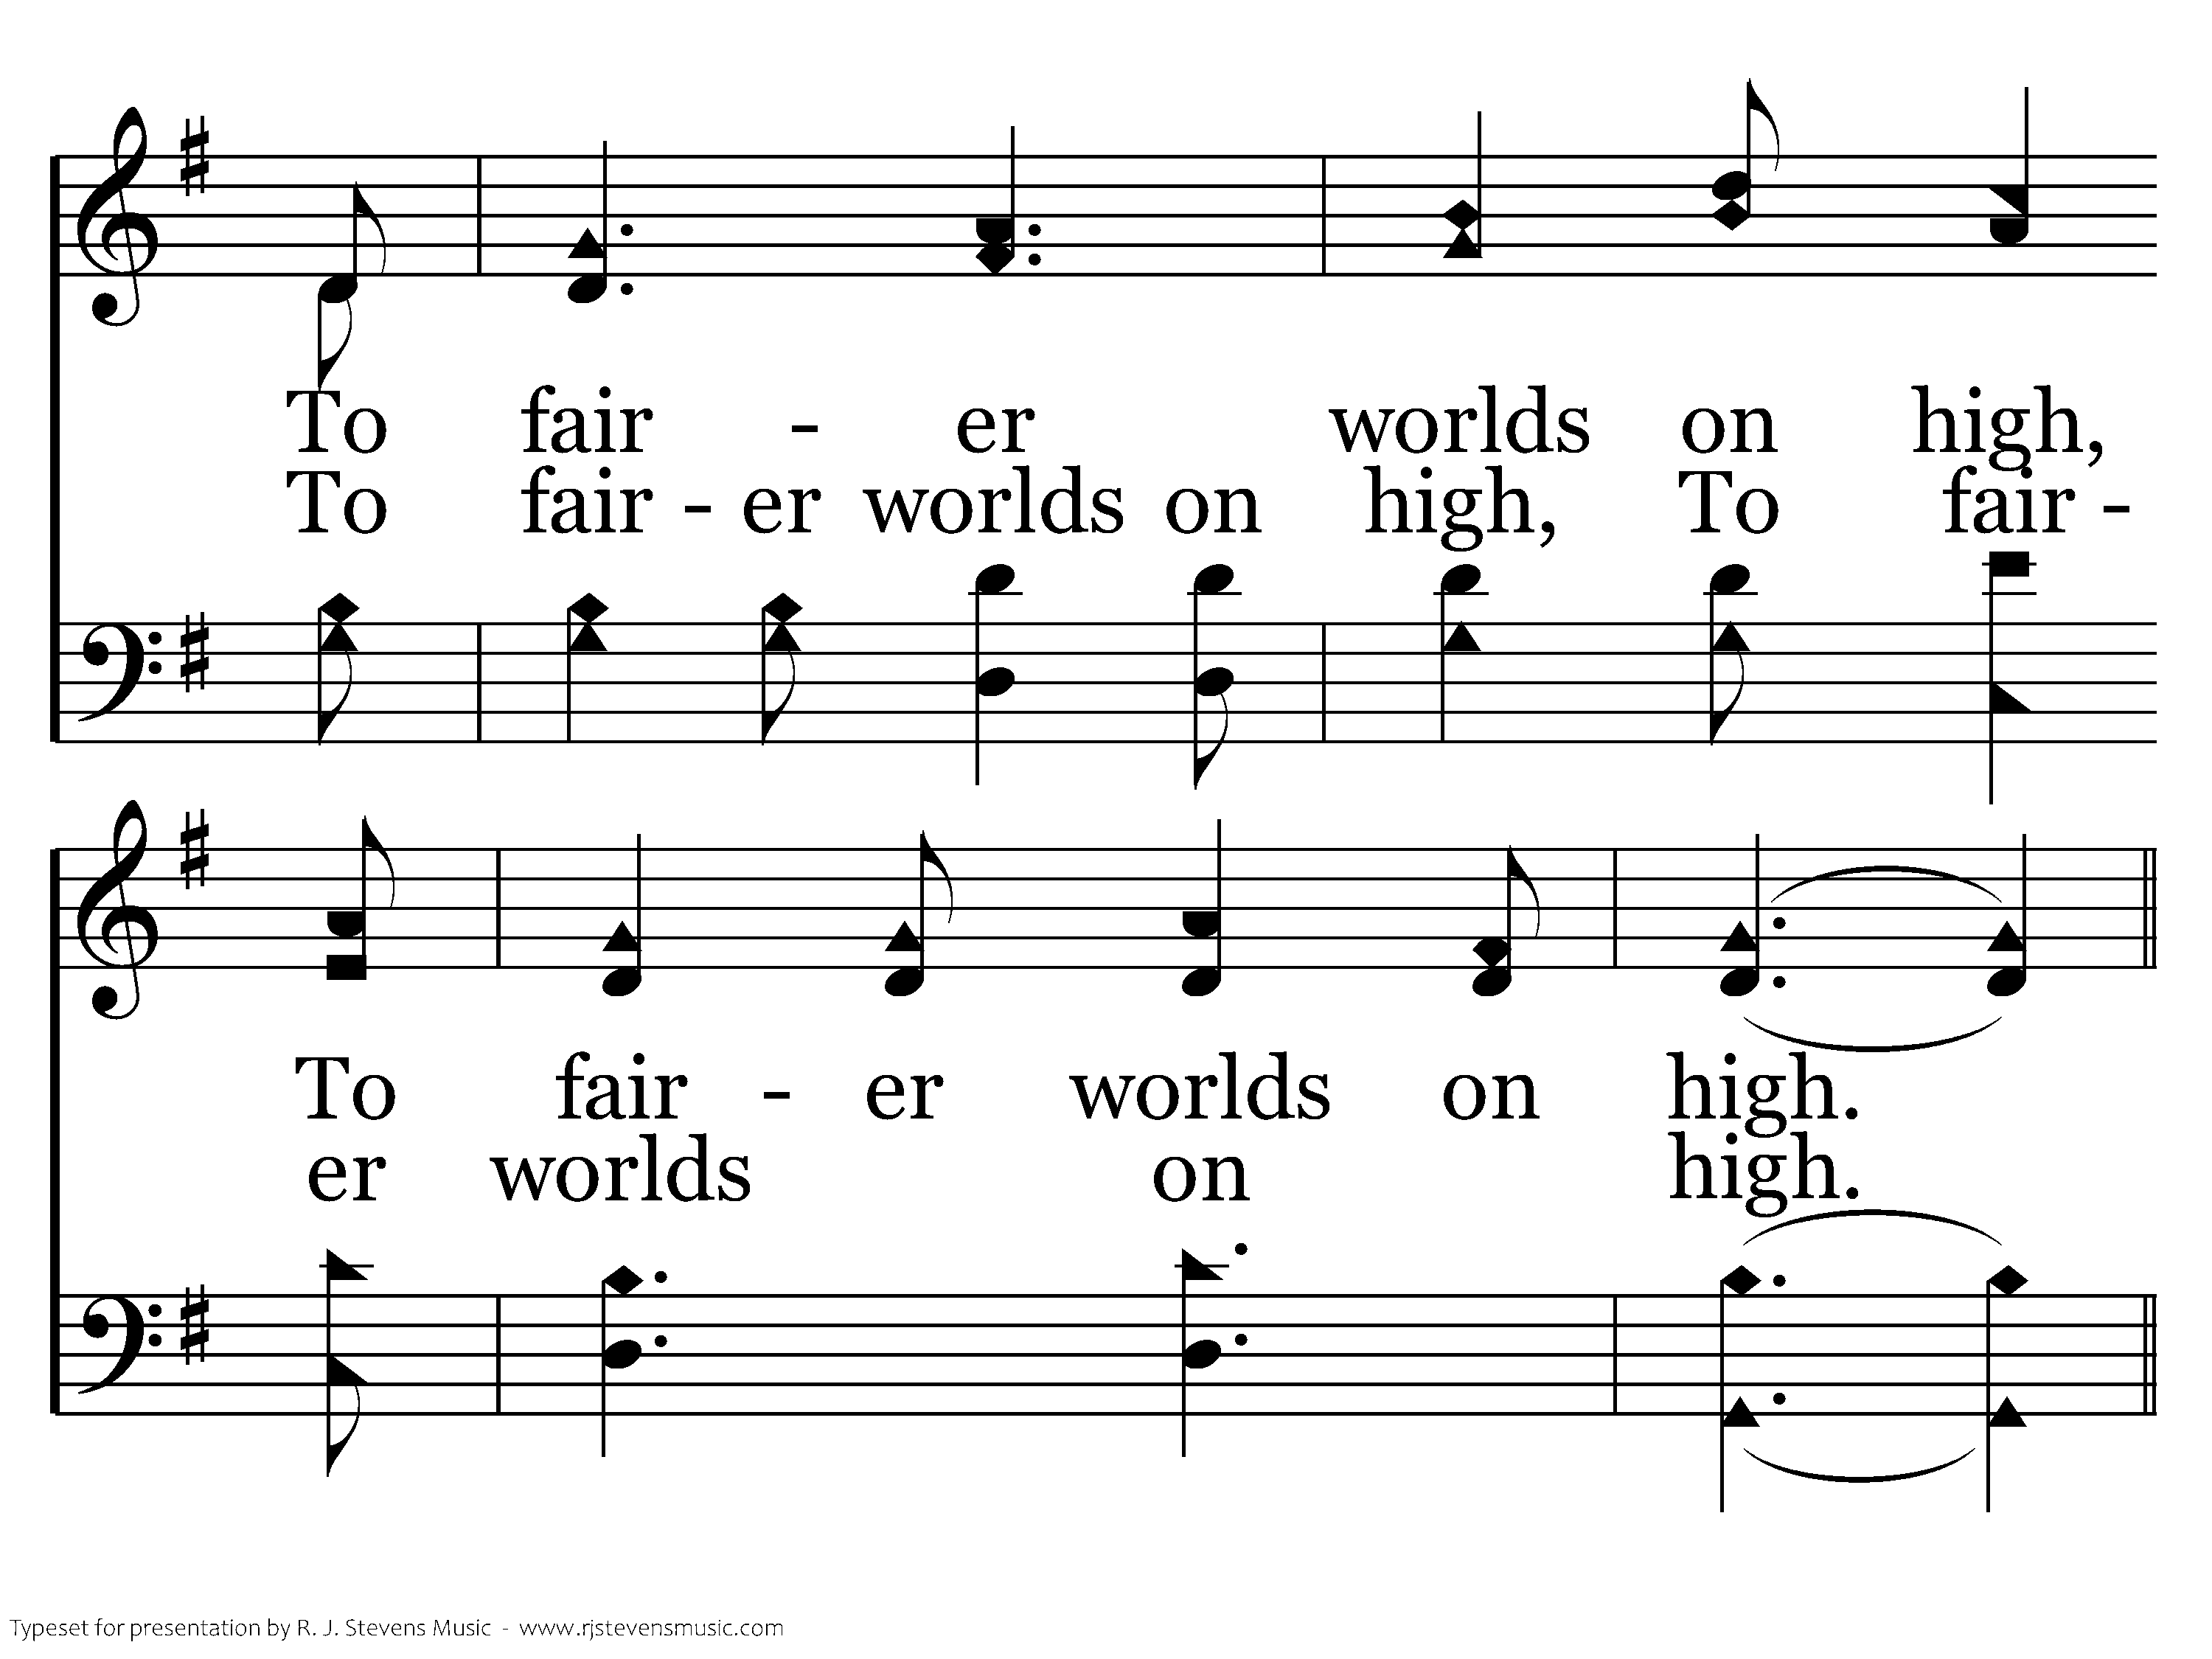 To fair - er worlds on high,
To fair - er worlds on high, To fair -
To fair - er worlds on high.
er worlds on high.
Typeset for presentation by R. J. Stevens Music - www.rjstevensmusic.com